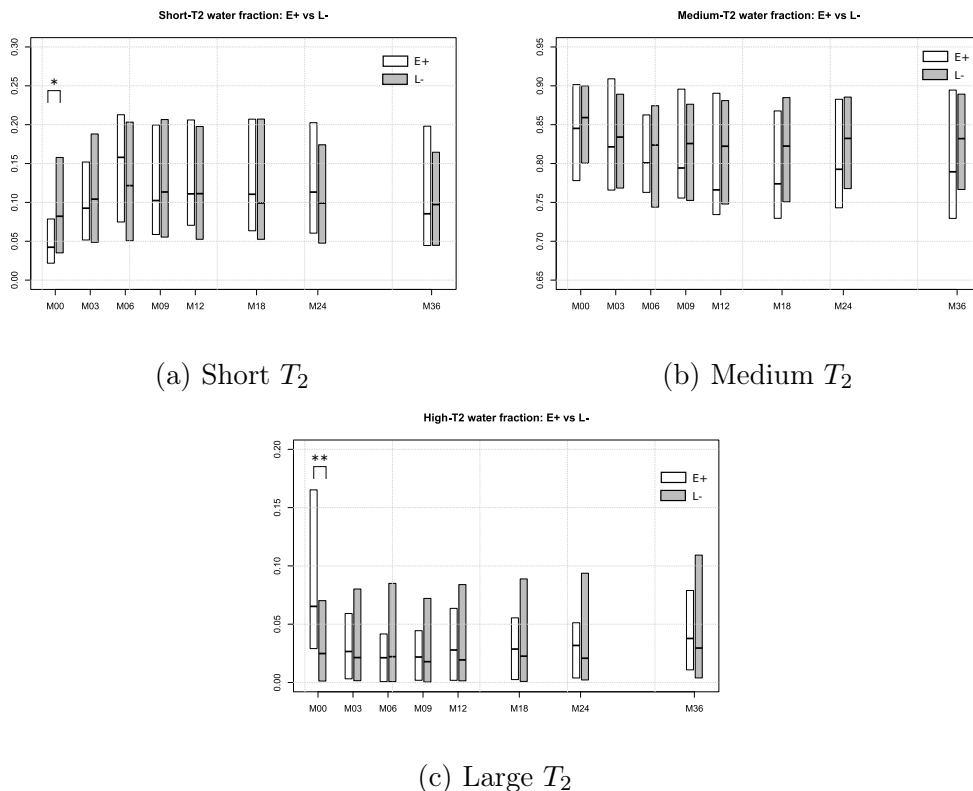 Short-T2 water fraction: E+ vs L-
0.30
0.25
0.20
0.15
0.10
0.05
0.00
*
E+
L-
M00 M03 M06 M09 M12 M18 M24 M36
(a) Short T2
Medium-T2 water fraction: E+ vs L-
0.95
0.90
0.85
0.80
0.75
0.70
0.65
E+
L-
M00 M03 M06 M09 M12 M18 M24 M36
(b) Medium T2
High-T2 water fraction: E+ vs L-
0.20
0.15
0.10
0.05
0.00
**
E+
L-
M00 M03 M06 M09 M12 M18 M24 M36
(c) Large T2